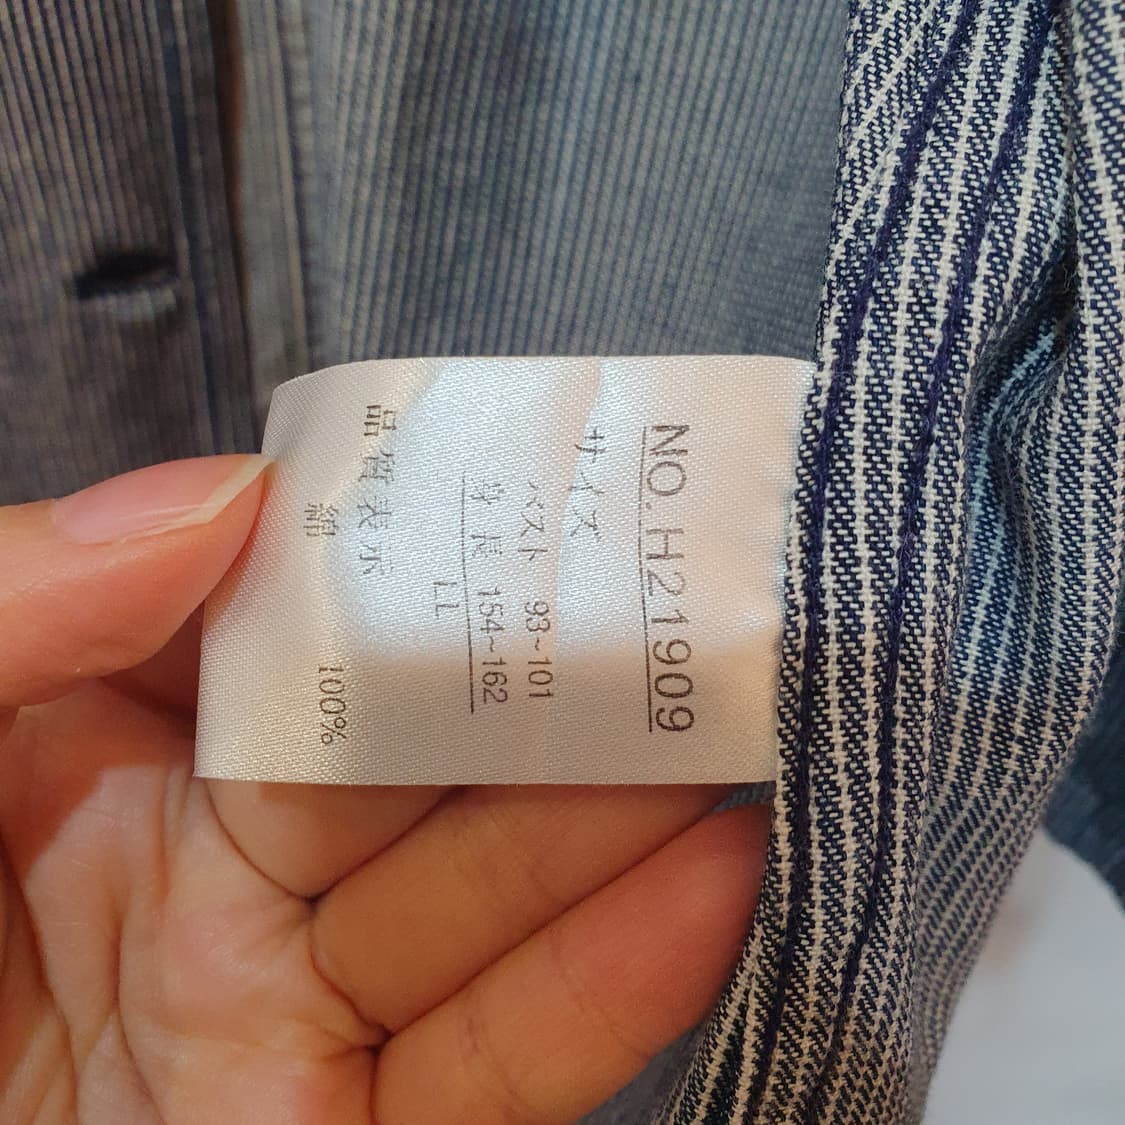 NO.H21909
サイズ
バスト 93~101
身長 154~162
LL
品質表示
綿 100%